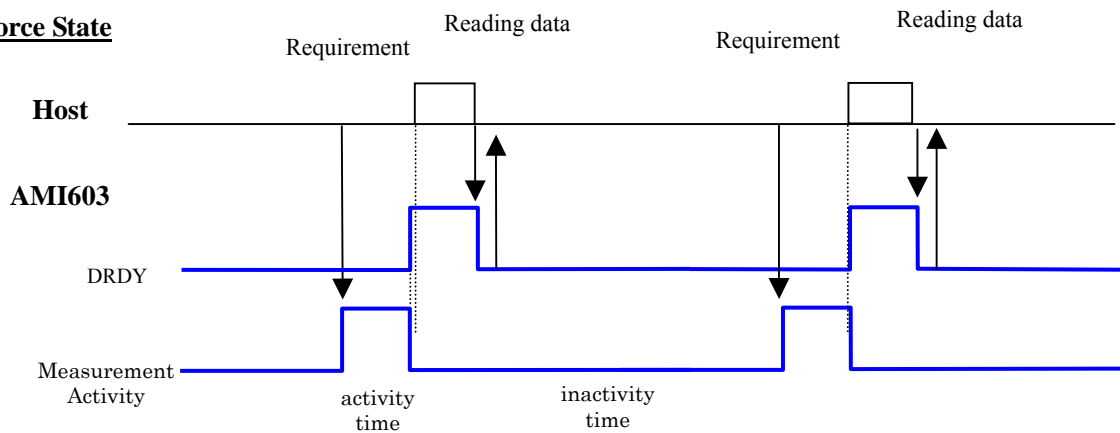 orce State
Requirement
Reading data
Requirement
Reading data
Host
AMI603
DRDY
Measurement
Activity
activity
time
inactivity
time